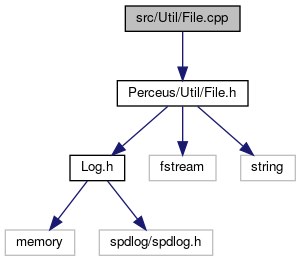 src/Util/File.cpp
Perceus/Util/File.h
Log.h
fstream
string
memory
spdlog/spdlog.h